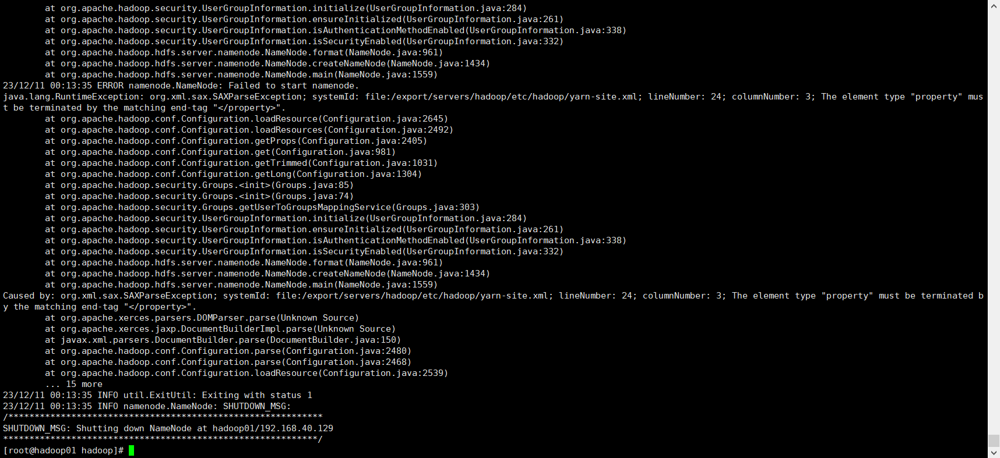 at org.apache.hadoop.security.UserGroupInformation.initialize(UserGroupInformation.java:284)
        at org.apache.hadoop.security.UserGroupInformation.ensureInitialized(UserGroupInformation.java:261)
        at org.apache.hadoop.security.UserGroupInformation.isAuthenticationMethodEnabled(UserGroupInformation.java:338)
        at org.apache.hadoop.security.UserGroupInformation.isSecurityEnabled(UserGroupInformation.java:332)
        at org.apache.hadoop.hdfs.server.namenode.NameNode.format(NameNode.java:961)
        at org.apache.hadoop.hdfs.server.namenode.NameNode.createNameNode(NameNode.java:1434)
        at org.apache.hadoop.hdfs.server.namenode.NameNode.main(NameNode.java:1559)
23/12/11 00:13:35 ERROR namenode.NameNode: Failed to start namenode.
java.lang.RuntimeException: org.xml.sax.SAXParseException; systemId: file:/export/servers/hadoop/etc/hadoop/yarn-site.xml; lineNumber: 24; columnNumber: 3; The element type "property" mus
t be terminated by the matching end-tag "</property>".
        at org.apache.hadoop.conf.Configuration.loadResource(Configuration.java:2645)
        at org.apache.hadoop.conf.Configuration.loadResources(Configuration.java:2492)
        at org.apache.hadoop.conf.Configuration.getProps(Configuration.java:2405)
        at org.apache.hadoop.conf.Configuration.get(Configuration.java:981)
        at org.apache.hadoop.conf.Configuration.getTrimmed(Configuration.java:1031)
        at org.apache.hadoop.conf.Configuration.getLong(Configuration.java:1304)
        at org.apache.hadoop.security.Groups.<init>(Groups.java:85)
        at org.apache.hadoop.security.Groups.<init>(Groups.java:74)
        at org.apache.hadoop.security.Groups.getUserToGroupsMappingService(Groups.java:303)
        at org.apache.hadoop.security.UserGroupInformation.initialize(UserGroupInformation.java:284)
        at org.apache.hadoop.security.UserGroupInformation.ensureInitialized(UserGroupInformation.java:261)
        at org.apache.hadoop.security.UserGroupInformation.isAuthenticationMethodEnabled(UserGroupInformation.java:338)
        at org.apache.hadoop.security.UserGroupInformation.isSecurityEnabled(UserGroupInformation.java:332)
        at org.apache.hadoop.hdfs.server.namenode.NameNode.format(NameNode.java:961)
        at org.apache.hadoop.hdfs.server.namenode.NameNode.createNameNode(NameNode.java:1434)
        at org.apache.hadoop.hdfs.server.namenode.NameNode.main(NameNode.java:1559)
Caused by: org.xml.sax.SAXParseException; systemId: file:/export/servers/hadoop/etc/hadoop/yarn-site.xml; lineNumber: 24; columnNumber: 3; The element type "property" must be terminated b
y the matching end-tag "</property>".
        at org.apache.xerces.parsers.DOMParser.parse(Unknown Source)
        at org.apache.xerces.jaxp.DocumentBuilderImpl.parse(Unknown Source)
        at javax.xml.parsers.DocumentBuilder.parse(DocumentBuilder.java:150)
        at org.apache.hadoop.conf.Configuration.parse(Configuration.java:2480)
        at org.apache.hadoop.conf.Configuration.parse(Configuration.java:2468)
        at org.apache.hadoop.conf.Configuration.loadResource(Configuration.java:2539)
        ... 15 more
23/12/11 00:13:35 INFO util.ExitUtil: Exiting with status 1
23/12/11 00:13:35 INFO namenode.NameNode: SHUTDOWN_MSG:
/************************************************************
SHUTDOWN_MSG: Shutting down NameNode at hadoop01/192.168.40.129
************************************************************/
[root@hadoop01 hadoop]#